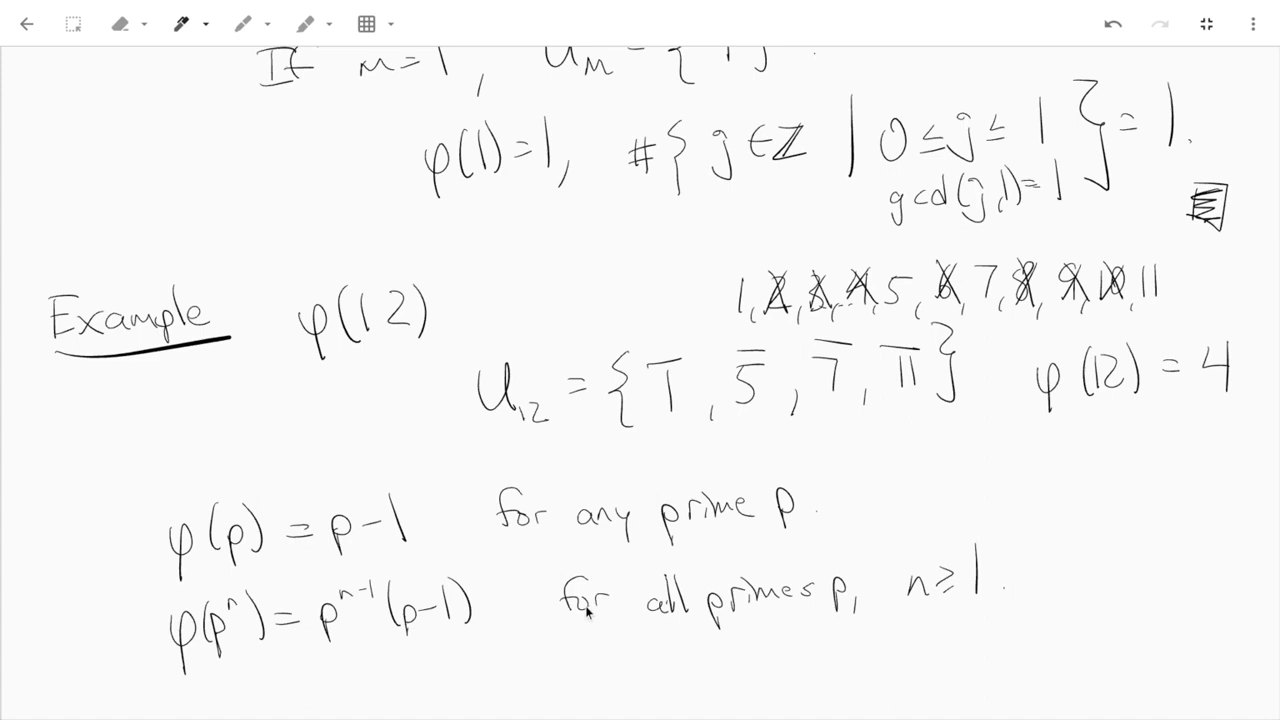 If m=1, U_m = {1}.
φ(1)=1, #{j∈ℤ | 0≤j≤1
gcd(j,1)=1}=1.
1,2,3,4,5,6,7,8,9,10,11
Example φ(12)
U_12 = {1̅, 5̅, 7̅, 1̅1̅} φ(12) = 4
φ(p) = p-1 for any prime p.
φ(pⁿ) = pⁿ⁻¹(p-1) for all primes p, n≥1.